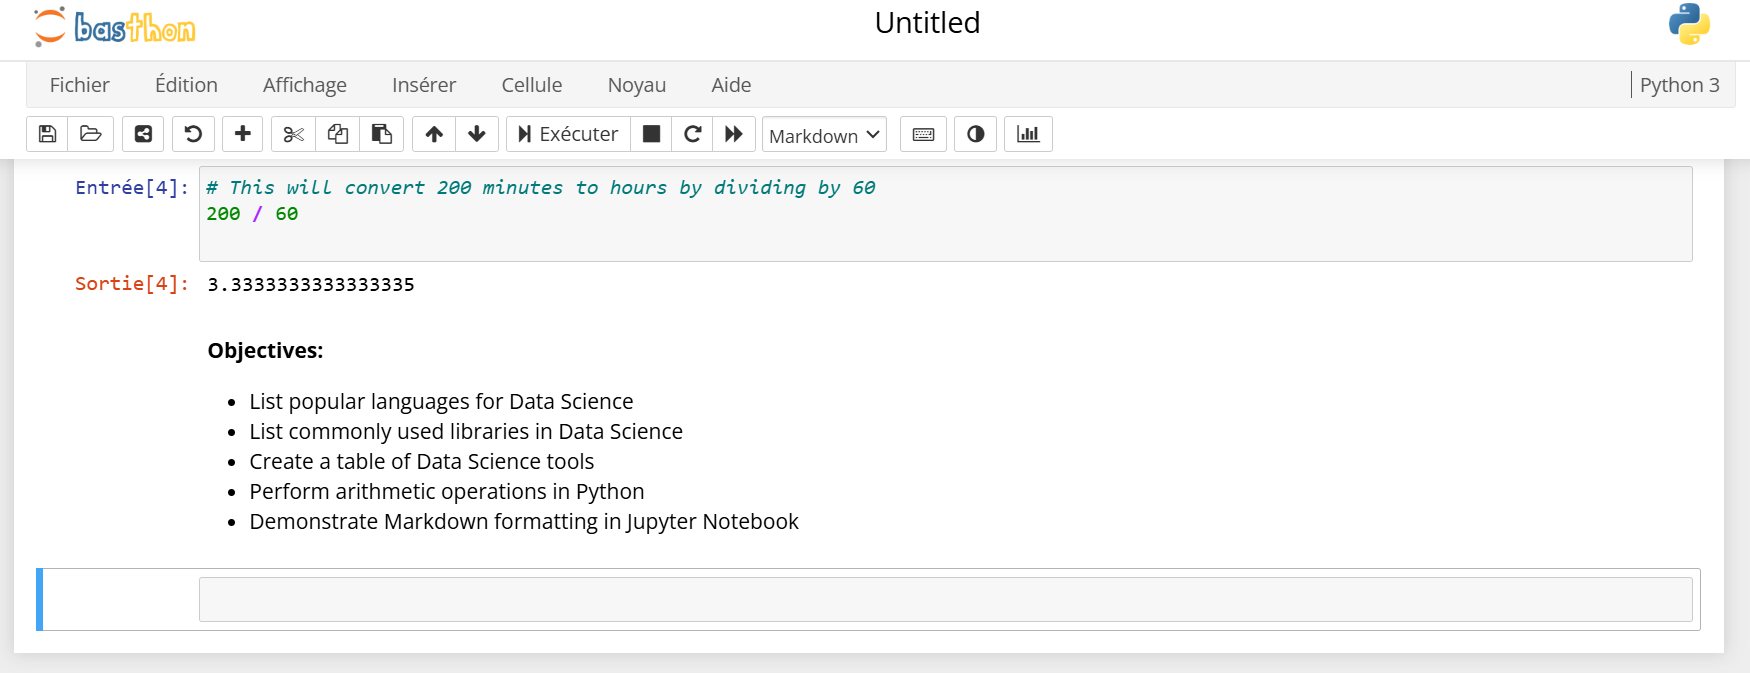 basthon
Untitled
Fichier Édition Affichage Insérer Cellule Noyau Aide Python 3
Exécuter Markdown
Entrée[4]: # This will convert 200 minutes to hours by dividing by 60
200 / 60
Sortie[4]: 3.3333333333333335
Objectives:
• List popular languages for Data Science
• List commonly used libraries in Data Science
• Create a table of Data Science tools
• Perform arithmetic operations in Python
• Demonstrate Markdown formatting in Jupyter Notebook